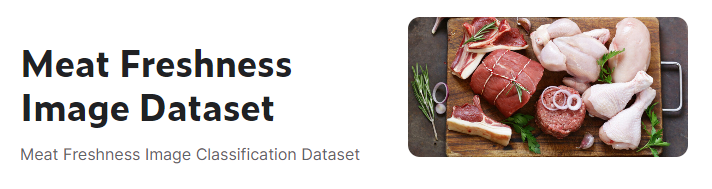 Meat Freshness
Image Dataset
Meat Freshness Image Classification Dataset